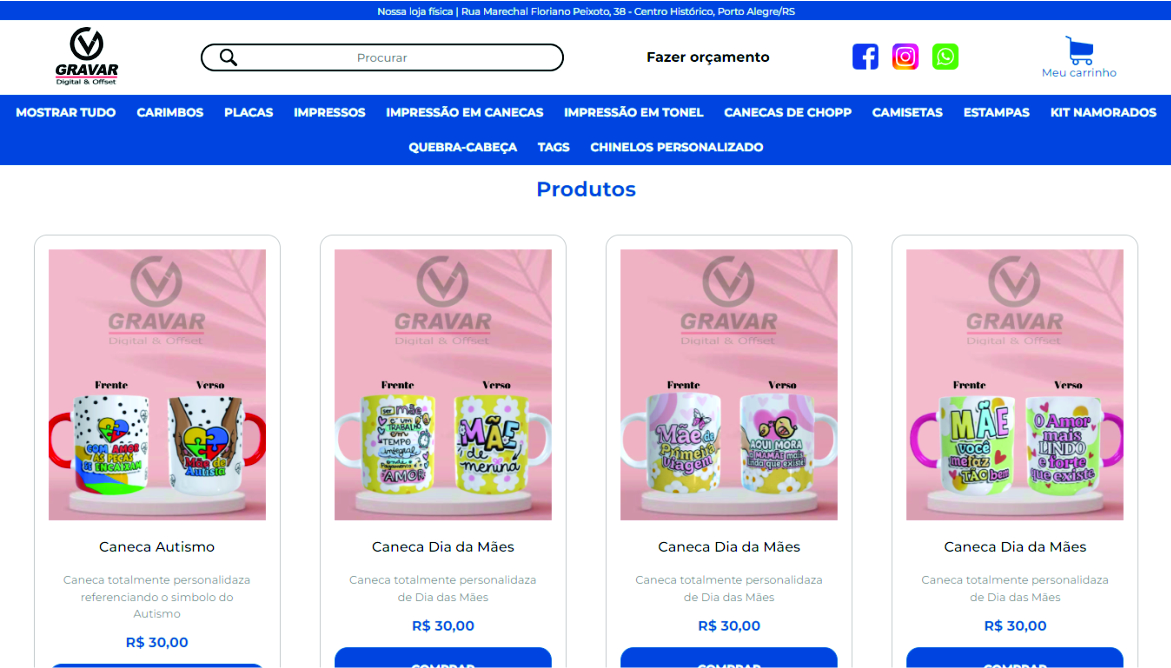 Nossa loja física | Rua Marechal Floriano Peixoto, 38 - Centro Histórico, Porto Alegre/RS
GRAVAR
Digital & Offset
Procurar
Fazer orçamento
Meu carrinho
MOSTRAR TUDO CARIMBOS PLACAS IMPRESSOS IMPRESSÃO EM CANECAS IMPRESSÃO EM TONEL CANECAS DE CHOPP CAMISETAS ESTAMPAS KIT NAMORADOS
QUEBRA-CABEÇA TAGS CHINELOS PERSONALIZADO
Produtos
GRAVAR
Digital & Offset
Frente Verso
COM AMOR
AS PEÇAS
SE ENCAIXAM
Mãe de
Autista
Caneca Autismo
Caneca totalmente personalidaza
referenciando o simbolo do
Autismo
R$ 30,00
GRAVAR
Digital & Offset
Frente Verso
ser mãe
é um
TRABALHO
em
TEMPO
integral
onde o
Pagamento é
AMOR
MÃE
de
menina
Caneca Dia da Mães
Caneca totalmente personalidaza
de Dia das Mães
R$ 30,00
COMPRAR
GRAVAR
Digital & Offset
Frente Verso
Mãe de
Primeira
Viagem
AQUI MORA
a MAMÃE mais
linda que existe
Caneca Dia da Mães
Caneca totalmente personalidaza
de Dia das Mães
R$ 30,00
COMPRAR
GRAVAR
Digital & Offset
Frente Verso
MÃE
você
me faz
TÃO bem
O Amor
mais
LINDO
e forte
que existe
Caneca Dia da Mães
Caneca totalmente personalidaza
de Dia das Mães
R$ 30,00
COMPRAR